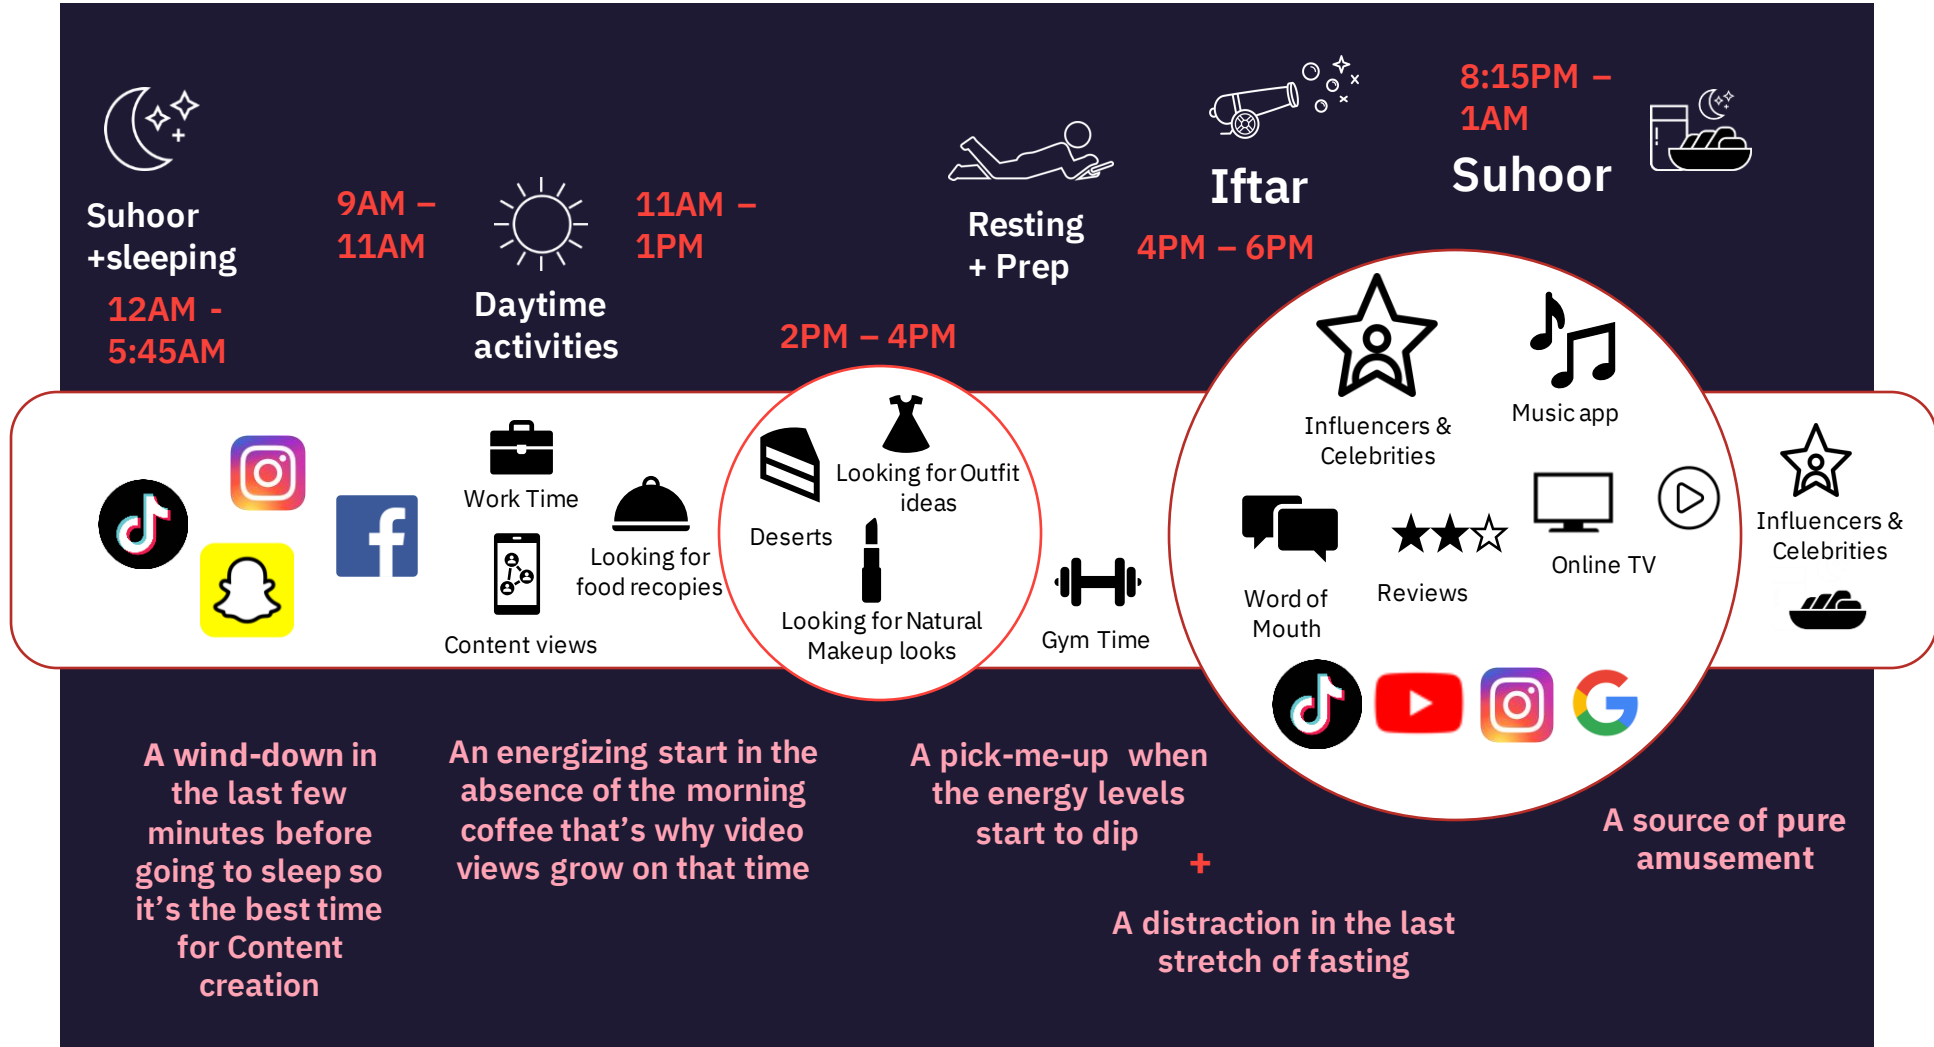 Suhoor
+sleeping
12AM -
5:45AM
9AM –
11AM
Daytime
activities
11AM –
1PM
2PM – 4PM
Resting
+ Prep
Iftar
4PM – 6PM
8:15PM –
1AM
Suhoor
Work Time
Content views
Looking for
food recopies
Deserts
Looking for Outfit
ideas
Looking for Natural
Makeup looks
Gym Time
Influencers &
Celebrities
Music app
Word of
Mouth
Reviews
Online TV
Influencers &
Celebrities
A wind-down in
the last few
minutes before
going to sleep so
it’s the best time
for Content
creation
An energizing start in the
absence of the morning
coffee that’s why video
views grow on that time
A pick-me-up when
the energy levels
start to dip
+
A distraction in the last
stretch of fasting
A source of pure
amusement